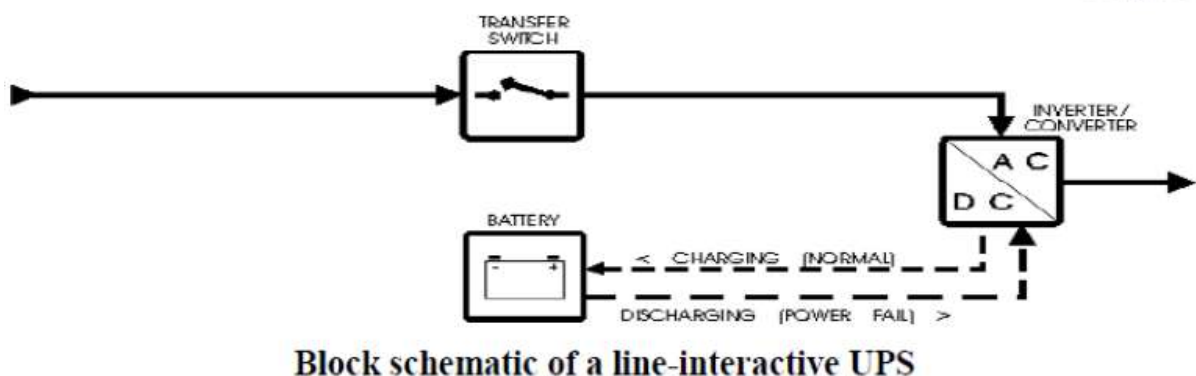 TRANSFER
SWITCH
INVERTER/
CONVERTER
A C
D C
BATTERY
- +
< CHARGING (NORMAL)
DISCHARGING (POWER FAIL) >
Block schematic of a line-interactive UPS